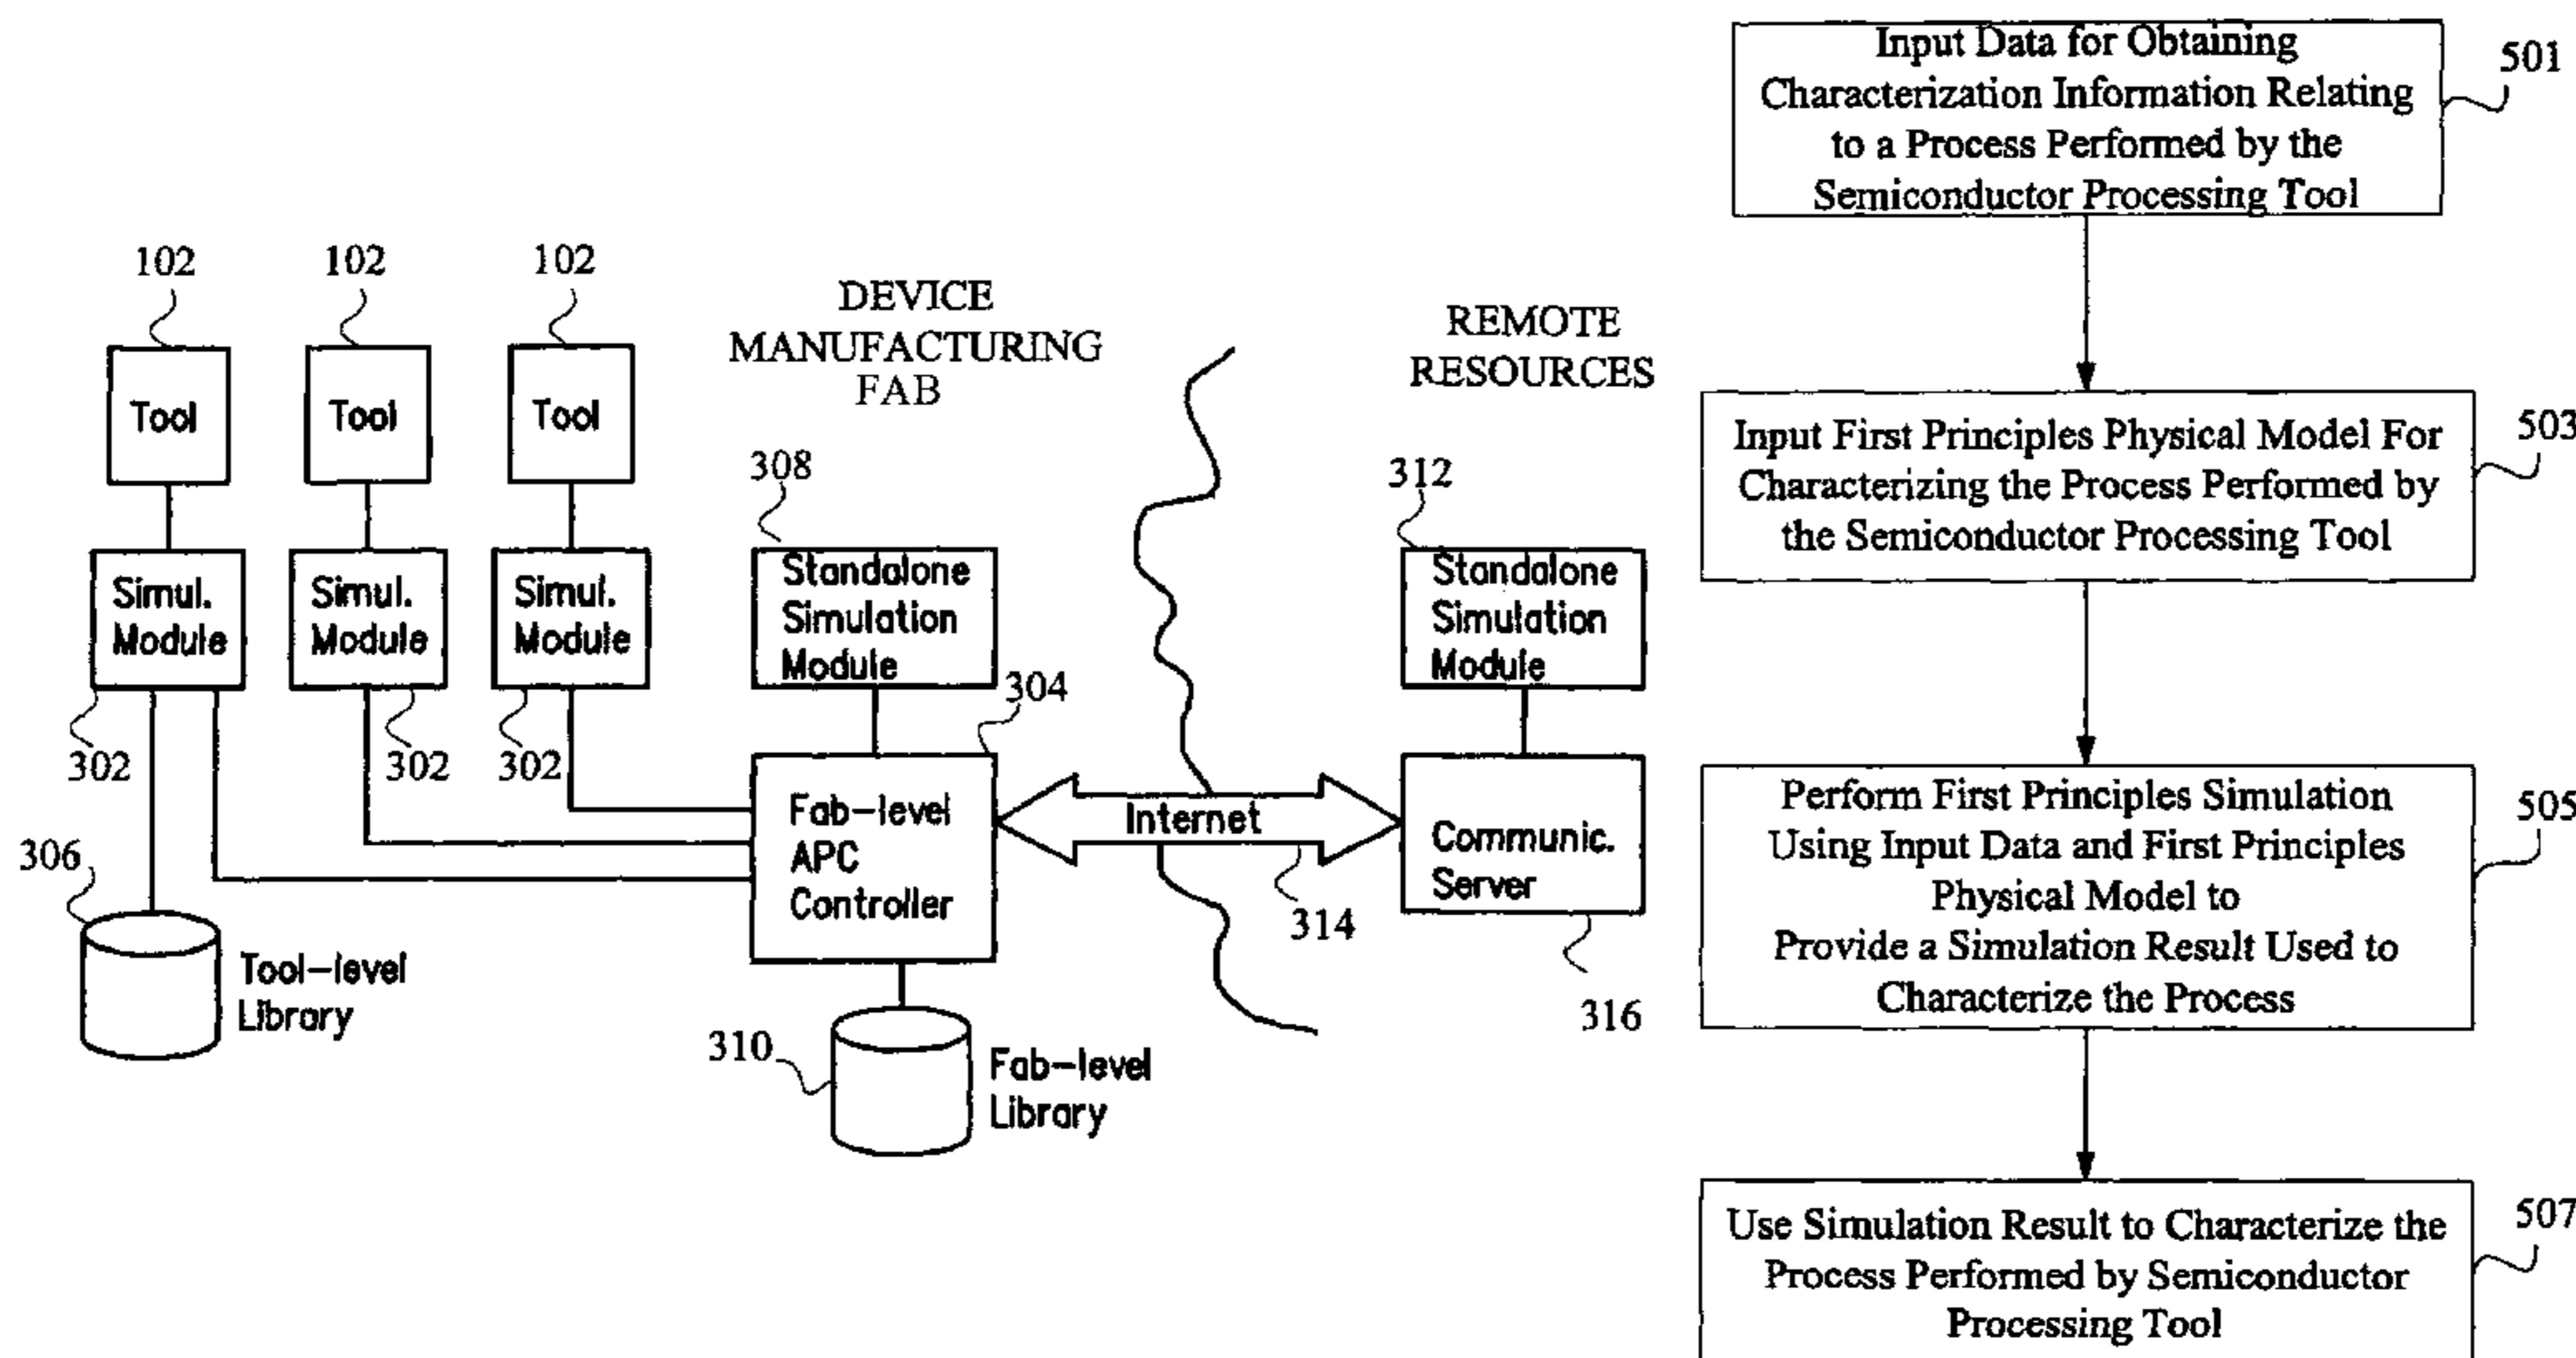 102
102
102
Tool
Tool
Tool
Simul.
Module
Simul.
Module
Simul.
Module
302
302
302
306
Tool-level
Library
DEVICE
MANUFACTURING
FAB
308
Standalone
Simulation
Module
304
Fab-level
APC
Controller
310
Fab-level
Library
Internet
314
REMOTE
RESOURCES
312
Standalone
Simulation
Module
Communic.
Server
316
Input Data for Obtaining
Characterization Information Relating
to a Process Performed by the
Semiconductor Processing Tool
501
Input First Principles Physical Model For
Characterizing the Process Performed by
the Semiconductor Processing Tool
503
Perform First Principles Simulation
Using Input Data and First Principles
Physical Model to
Provide a Simulation Result Used to
Characterize the Process
505
Use Simulation Result to Characterize the
Process Performed by Semiconductor
Processing Tool
507